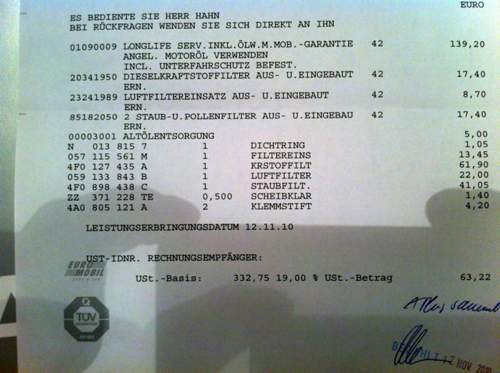 EURO
ES BEDIENTE SIE HERR HAHN
BEI RÜCKFRAGEN WENDEN SIE SICH DIREKT AN IHN
01090009 LONGLIFE SERV.INKL.ÖLW.M.MOB.-GARANTIE 42 139,20
ANGEL. MOTORÖL VERWENDEN
INCL. UNTERFAHRSCHUTZ BEFEST.
20341950 DIESELKRAFTSTOFFILTER AUS- U.EINGEBAUT 42 17,40
ERN.
23241989 LUFTFILTEREINSATZ AUS- U.EINGEBAUT 42 8,70
ERN.
85182050 2 STAUB-U.POLLENFILTER AUS- U.EINGEBAU 42 17,40
ERN.
00003001 ALTÖLENTSORGUNG 5,00
N 013 815 7 1 DICHTRING 1,05
057 115 561 M 1 FILTEREINS 13,45
4F0 127 435 A 1 KRSTOFFILT 61,90
059 133 843 B 1 LUFTFILTER 22,00
4F0 898 438 C 1 STAUBFILT. 41,05
ZZ 371 228 TE 0,500 SCHEIBKLAR 1,40
4A0 805 121 A 2 KLEMMSTIFT 4,20
LEISTUNGSERBRINGUNGSDATUM 12.11.10
UST-IDNR. RECHNUNGSEMPFÄNGER:
USt.-Basis: 332,75 19,00 % USt.-Betrag 63,22
EURO
MOBIL
TÜV
12 NOV. 2010